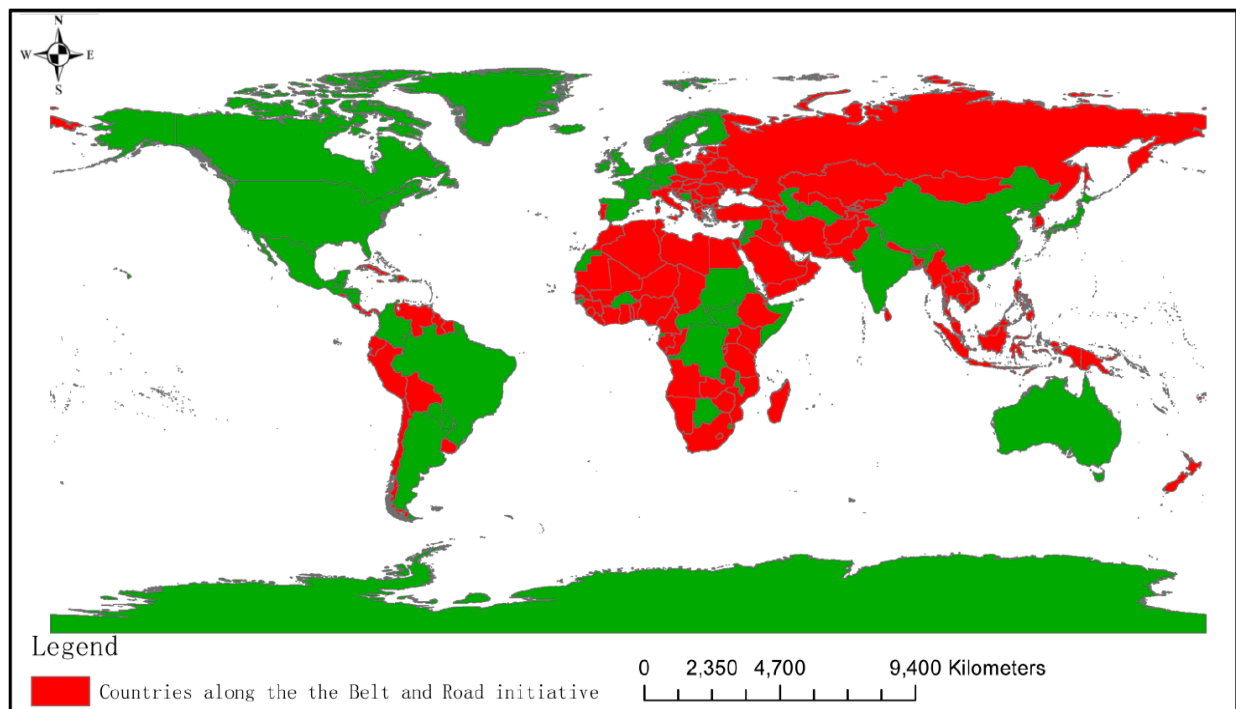 N
W E
S
Legend
Countries along the the Belt and Road initiative
0 2,350 4,700 9,400 Kilometers